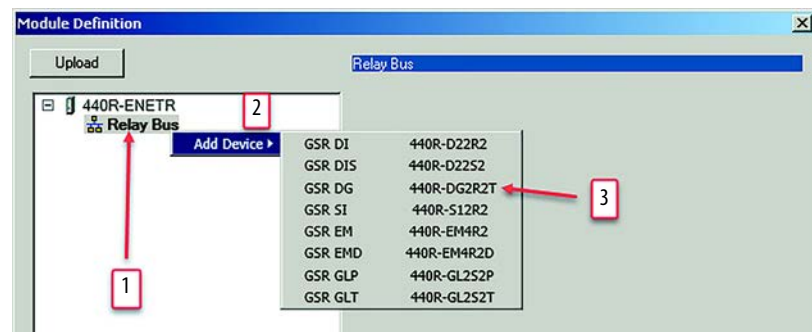 Module Definition
Upload
Relay Bus
440R-ENETR
2
Relay Bus
Add Device
GSR DI 440R-D22R2
GSR DIS 440R-D22S2
GSR DG 440R-DG2R2T
3
GSR SI 440R-S12R2
GSR EM 440R-EM4R2
GSR EMD 440R-EM4R2D
GSR GLP 440R-GL2S2P
1
GSR GLT 440R-GL2S2T